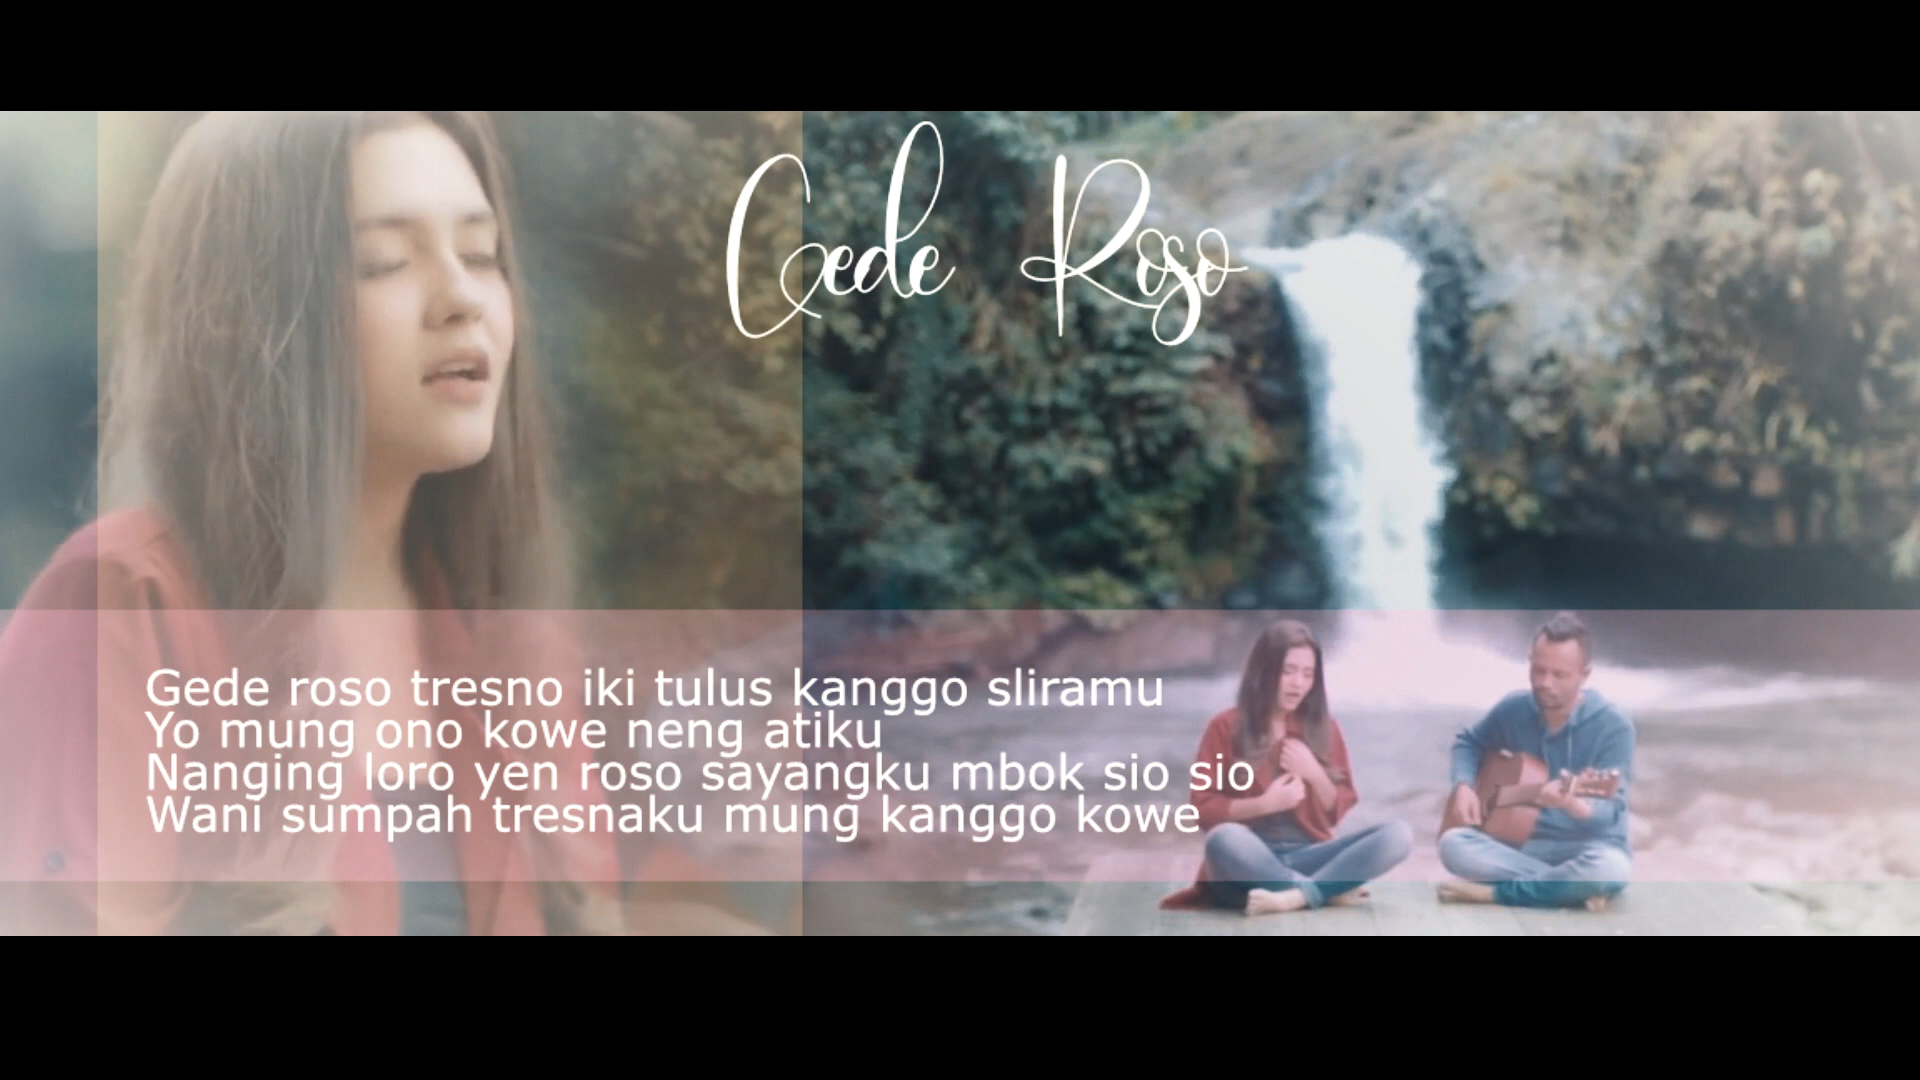 Gede Roso
Gede roso tresno iki tulus kanggo sliramu
Yo mung ono kowe neng atiku
Nanging loro yen roso sayangku mbok sio sio
Wani sumpah tresnaku mung kanggo kowe